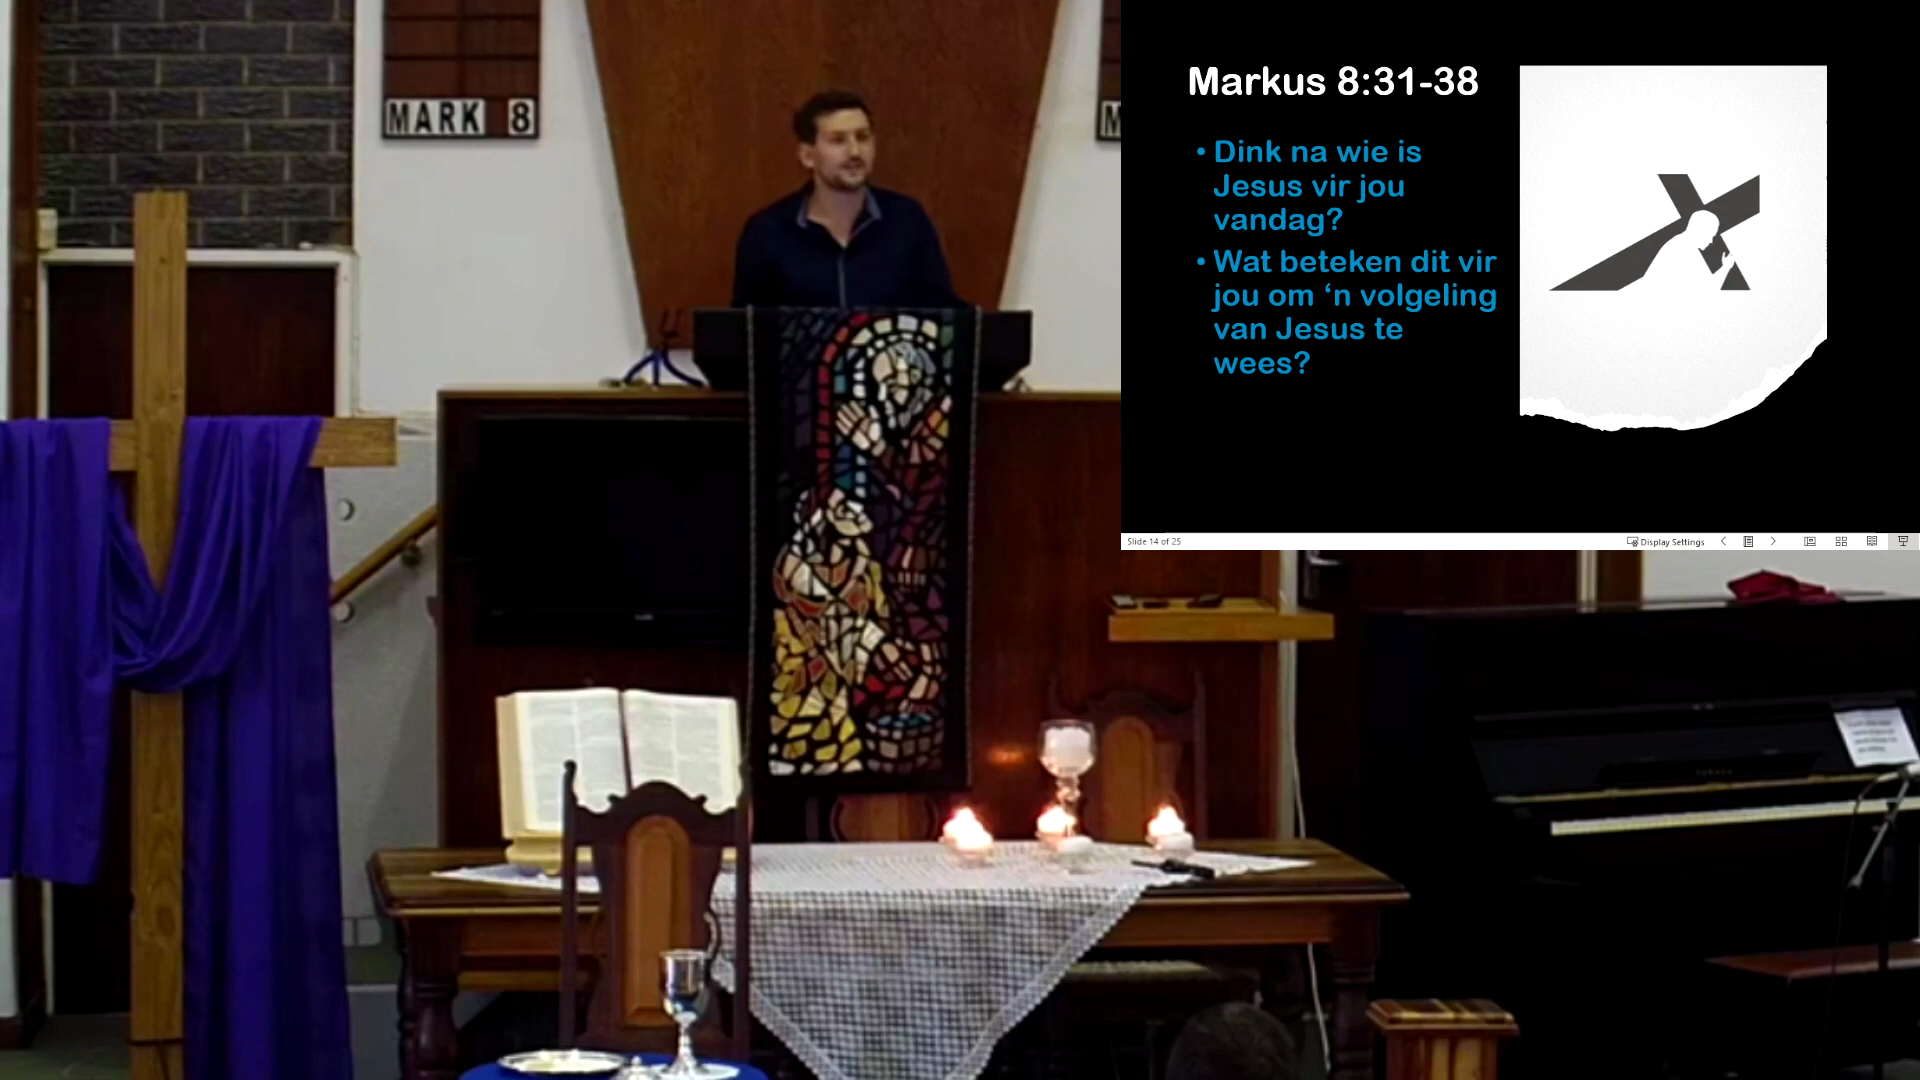 MARK 8
M
Markus 8:31-38
• Dink na wie is
Jesus vir jou
vandag?
• Wat beteken dit vir
jou om ‘n volgeling
van Jesus te
wees?
Slide 14 of 25
Display Settings